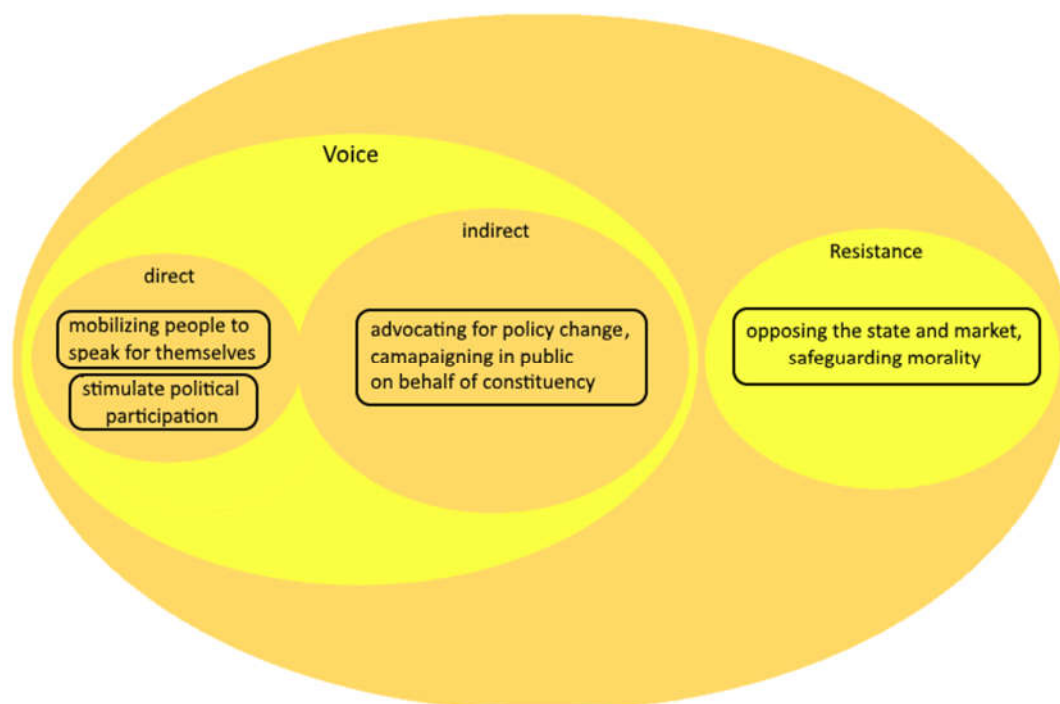 Voice
direct
mobilizing people to
speak for themselves
stimulate political
participation
indirect
advocating for policy change,
camapaigning in public
on behalf of constituency
Resistance
opposing the state and market,
safeguarding morality